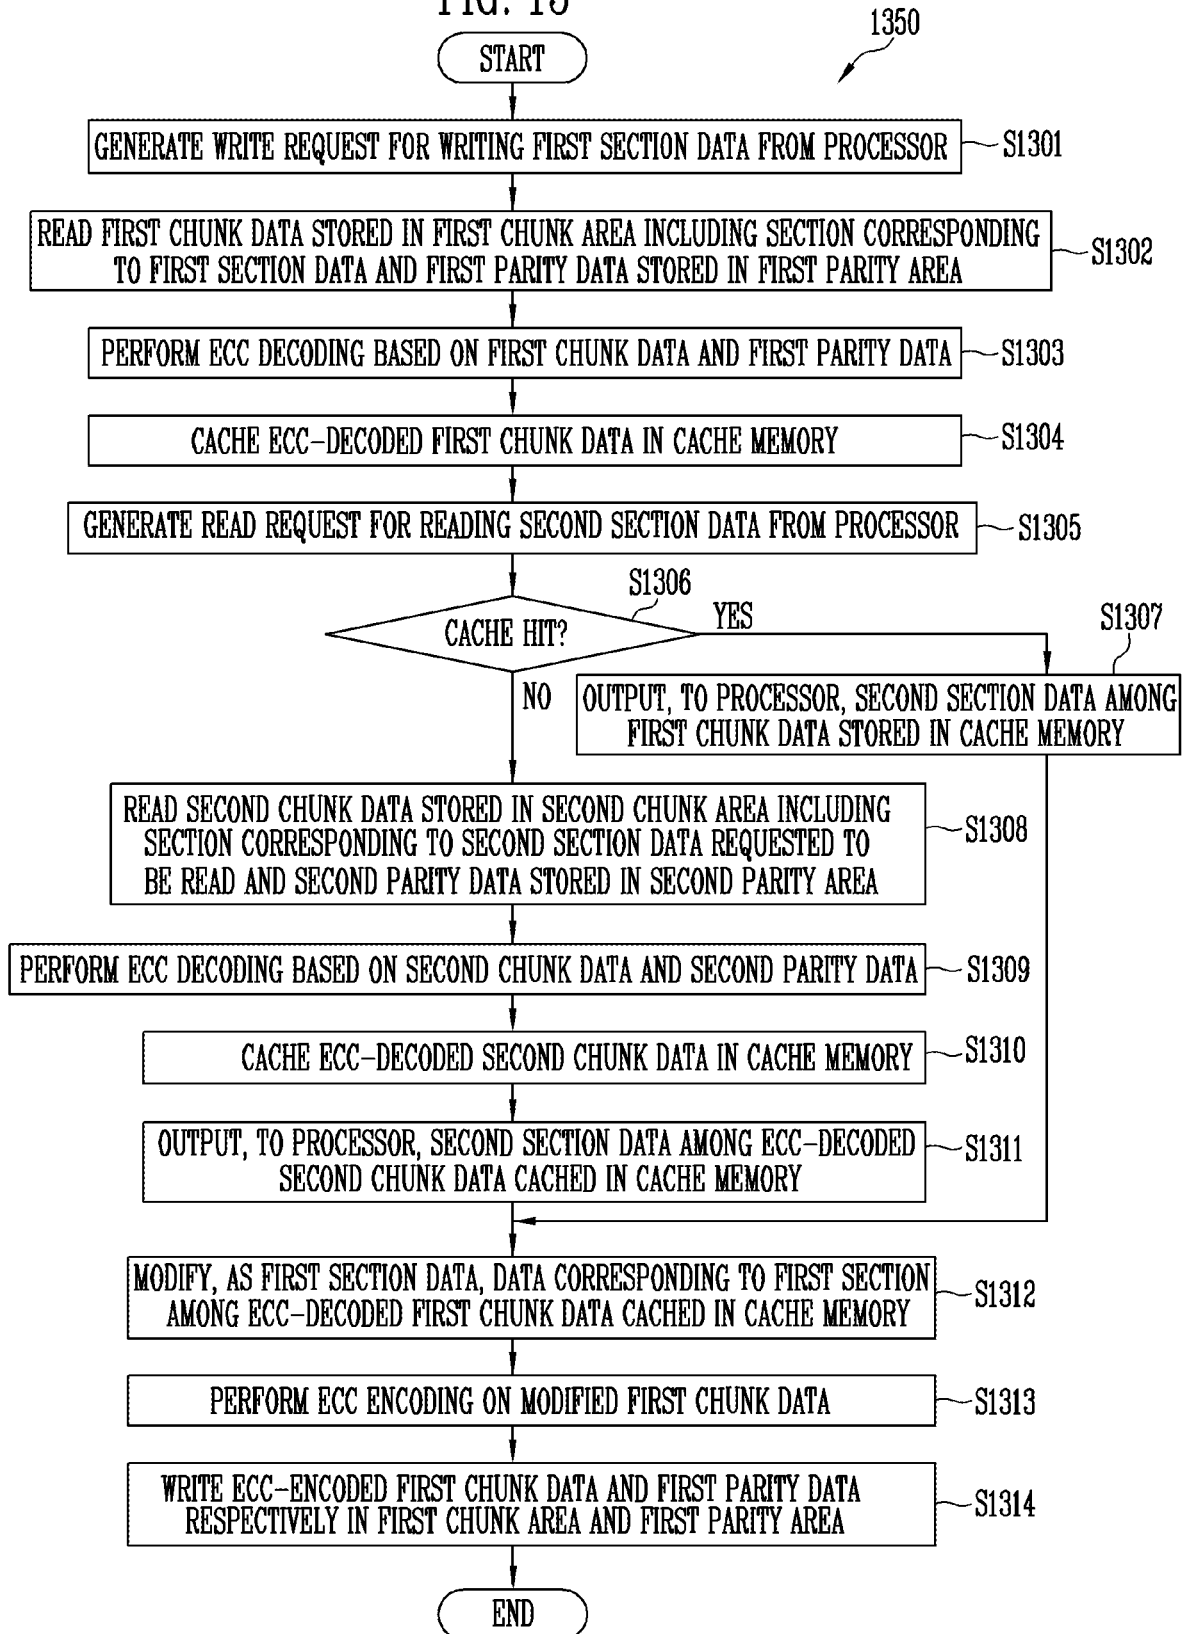 FIG. 13
1350
START
GENERATE WRITE REQUEST FOR WRITING FIRST SECTION DATA FROM PROCESSOR
S1301
READ FIRST CHUNK DATA STORED IN FIRST CHUNK AREA INCLUDING SECTION CORRESPONDING
TO FIRST SECTION DATA AND FIRST PARITY DATA STORED IN FIRST PARITY AREA
S1302
PERFORM ECC DECODING BASED ON FIRST CHUNK DATA AND FIRST PARITY DATA
S1303
CACHE ECC-DECODED FIRST CHUNK DATA IN CACHE MEMORY
S1304
GENERATE READ REQUEST FOR READING SECOND SECTION DATA FROM PROCESSOR
S1305
S1306
CACHE HIT?
YES
NO
S1307
OUTPUT, TO PROCESSOR, SECOND SECTION DATA AMONG
FIRST CHUNK DATA STORED IN CACHE MEMORY
READ SECOND CHUNK DATA STORED IN SECOND CHUNK AREA INCLUDING
SECTION CORRESPONDING TO SECOND SECTION DATA REQUESTED TO
BE READ AND SECOND PARITY DATA STORED IN SECOND PARITY AREA
S1308
PERFORM ECC DECODING BASED ON SECOND CHUNK DATA AND SECOND PARITY DATA
S1309
CACHE ECC-DECODED SECOND CHUNK DATA IN CACHE MEMORY
S1310
OUTPUT, TO PROCESSOR, SECOND SECTION DATA AMONG ECC-DECODED
SECOND CHUNK DATA CACHED IN CACHE MEMORY
S1311
MODIFY, AS FIRST SECTION DATA, DATA CORRESPONDING TO FIRST SECTION
AMONG ECC-DECODED FIRST CHUNK DATA CACHED IN CACHE MEMORY
S1312
PERFORM ECC ENCODING ON MODIFIED FIRST CHUNK DATA
S1313
WRITE ECC-ENCODED FIRST CHUNK DATA AND FIRST PARITY DATA
RESPECTIVELY IN FIRST CHUNK AREA AND FIRST PARITY AREA
S1314
END